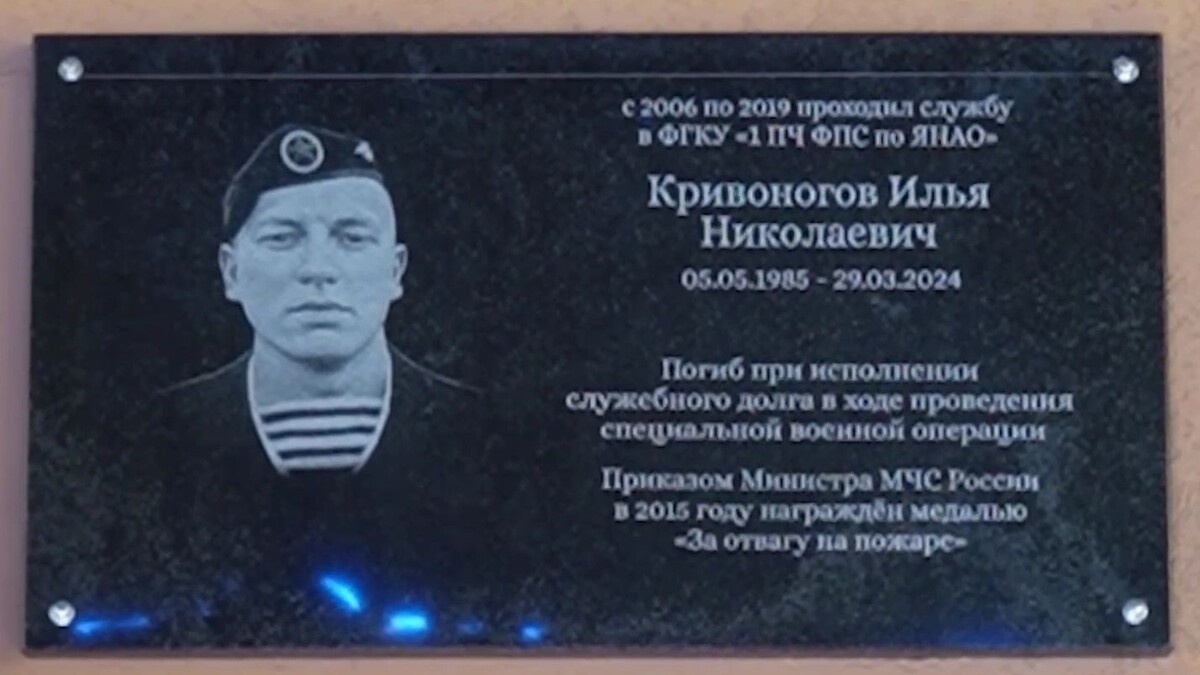 с 2006 по 2019 проходил службу
в ФГКУ «1 ПЧ ФПС по ЯНАО»
Кривоногов Илья
Николаевич
05.05.1985 - 29.03.2024
Погиб при исполнении
служебного долга в ходе проведения
специальной военной операции
Приказом Министра МЧС России
в 2015 году награждён медалью
«За отвагу на пожаре»